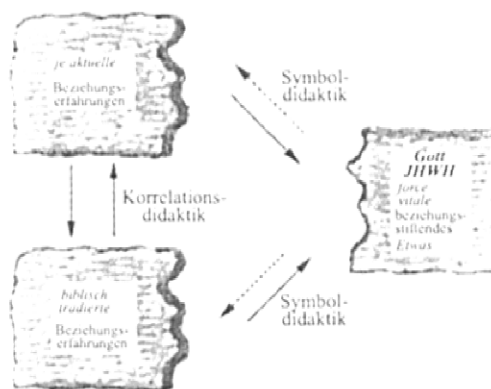 je aktuelle
Beziehungs-
erfahrungen
Symbol-
didaktik
Gott
JHWH
force
vitale
beziehungs-
stiftendes
Etwas
Korrelations-
didaktik
biblisch
tradierte
Beziehungs-
erfahrungen
Symbol-
didaktik